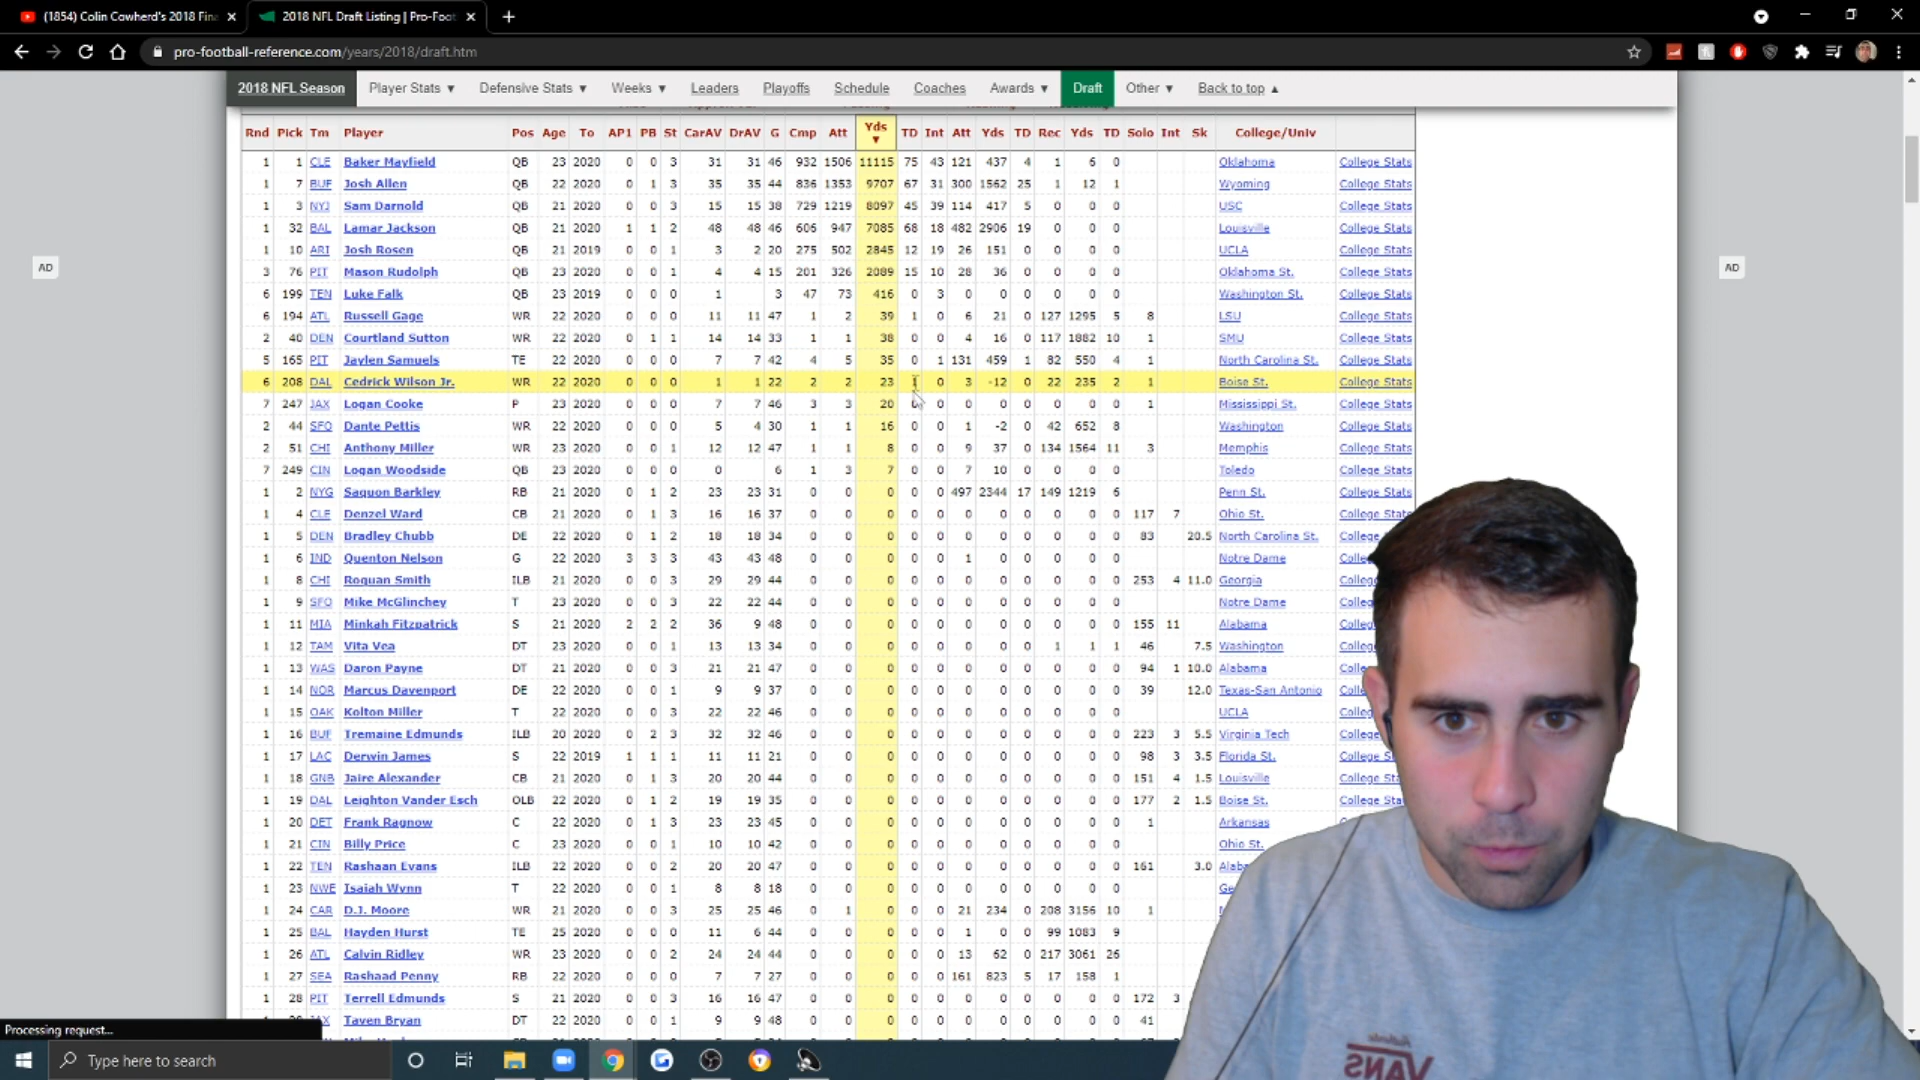 (1854) Colin Cowherd's 2018 Fin
2018 NFL Draft Listing | Pro-Foot
pro-football-reference.com/years/2018/draft.htm
2018 NFL Season Player Stats ▼ Defensive Stats ▼ Weeks ▼ Leaders Playoffs Schedule Coaches Awards ▼ Draft Other ▼ Back to top ▲
Rnd Pick Tm Player Pos Age To AP1 PB St CarAV DrAV G Cmp Att Yds ▼ TD Int Att Yds TD Rec Yds TD Solo Int Sk College/Univ
1 1 CLE Baker Mayfield QB 23 2020 0 0 3 31 31 46 932 1506 11115 75 43 121 437 4 1 6 0 Oklahoma College Stats
1 7 BUF Josh Allen QB 22 2020 0 1 3 35 35 44 836 1353 9707 67 31 300 1562 25 1 12 1 Wyoming College Stats
1 3 NYJ Sam Darnold QB 21 2020 0 0 3 15 15 38 729 1219 8097 45 39 114 417 5 0 0 0 USC College Stats
1 32 BAL Lamar Jackson QB 21 2020 1 1 2 48 48 46 606 947 7085 68 18 482 2906 19 0 0 0 Louisville College Stats
1 10 ARI Josh Rosen QB 21 2019 0 0 1 3 2 20 275 502 2845 12 19 26 151 0 0 0 0 UCLA College Stats
3 76 PIT Mason Rudolph QB 23 2020 0 0 1 4 4 15 201 326 2089 15 10 28 36 0 0 0 0 Oklahoma St. College Stats
6 199 TEN Luke Falk QB 23 2019 0 0 0 1 3 47 73 416 0 3 0 0 0 0 0 0 Washington St. College Stats
6 194 ATL Russell Gage WR 22 2020 0 0 1 11 11 47 1 2 39 1 0 6 21 0 127 1295 5 8 LSU College Stats
2 40 DEN Courtland Sutton WR 22 2020 0 1 1 14 14 33 1 1 38 0 0 4 16 0 117 1882 10 1 SMU College Stats
5 165 PIT Jaylen Samuels TE 22 2020 0 0 0 7 7 42 4 5 35 0 1 131 459 1 82 550 4 1 North Carolina St. College Stats
6 208 DAL Cedrick Wilson Jr. WR 22 2020 0 0 0 1 1 22 2 2 23 1 0 3 -12 0 22 235 2 1 Boise St. College Stats
7 247 JAX Logan Cooke P 23 2020 0 0 0 7 7 46 3 3 20 0 0 0 0 0 0 0 0 1 Mississippi St. College Stats
2 44 SFO Dante Pettis WR 22 2020 0 0 0 5 4 30 1 1 16 0 0 1 -2 0 42 652 8 Washington College Stats
2 51 CHI Anthony Miller WR 23 2020 0 0 1 12 12 47 1 1 8 0 0 9 37 0 134 1564 11 3 Memphis College Stats
7 249 CIN Logan Woodside QB 23 2020 0 0 0 0 6 1 3 7 0 0 7 10 0 0 0 0 Toledo College Stats
1 2 NYG Saquon Barkley RB 21 2020 0 1 2 23 23 31 0 0 0 0 0 497 2344 17 149 1219 6 Penn St. College Stats
1 4 CLE Denzel Ward CB 21 2020 0 1 3 16 16 37 0 0 0 0 0 0 0 0 0 0 0 117 7 Ohio St. College Stats
1 5 DEN Bradley Chubb DE 22 2020 0 1 2 18 18 34 0 0 0 0 0 0 0 0 0 0 0 83 20.5 North Carolina St. College Stats
1 6 IND Quenton Nelson G 22 2020 3 3 3 43 43 48 0 0 0 0 0 1 0 0 0 0 0 Notre Dame Colleg
1 8 CHI Roquan Smith ILB 21 2020 0 0 3 29 29 44 0 0 0 0 0 0 0 0 0 0 0 253 4 11.0 Georgia Colleg
1 9 SFO Mike McGlinchey T 23 2020 0 0 3 22 22 44 0 0 0 0 0 0 0 0 0 0 0 Notre Dame Colleg
1 11 MIA Minkah Fitzpatrick S 21 2020 2 2 2 36 9 48 0 0 0 0 0 0 0 0 0 0 0 155 11 Alabama Colleg
1 12 TAM Vita Vea DT 23 2020 0 0 1 13 13 34 0 0 0 0 0 0 0 0 1 1 1 46 7.5 Washington Colleg
1 13 WAS Daron Payne DT 21 2020 0 0 3 21 21 47 0 0 0 0 0 0 0 0 0 0 0 94 1 10.0 Alabama Colleg
1 14 NOR Marcus Davenport DE 22 2020 0 0 1 9 9 37 0 0 0 0 0 0 0 0 0 0 0 39 12.0 Texas-San Antonio Colleg
1 15 OAK Kolton Miller T 22 2020 0 0 3 22 22 46 0 0 0 0 0 0 0 0 0 0 0 UCLA Colleg
1 16 BUF Tremaine Edmunds ILB 20 2020 0 2 3 32 32 46 0 0 0 0 0 0 0 0 0 0 0 223 3 5.5 Virginia Tech Colleg
1 17 LAC Derwin James S 22 2019 1 1 1 11 11 21 0 0 0 0 0 0 0 0 0 0 0 98 3 3.5 Florida St. College S
1 18 GNB Jaire Alexander CB 21 2020 0 1 3 20 20 44 0 0 0 0 0 0 0 0 0 0 0 151 4 1.5 Louisville College St
1 19 DAL Leighton Vander Esch OLB 22 2020 0 1 2 19 19 35 0 0 0 0 0 0 0 0 0 0 0 177 2 1.5 Boise St. College Sta
1 20 DET Frank Ragnow C 22 2020 0 1 3 23 23 45 0 0 0 0 0 0 0 0 0 0 0 1 Arkansas
1 21 CIN Billy Price C 23 2020 0 0 1 10 10 42 0 0 0 0 0 0 0 0 0 0 0 Ohio St.
1 22 TEN Rashaan Evans ILB 22 2020 0 0 2 20 20 47 0 0 0 0 0 0 0 0 0 0 0 161 3.0 Alab
1 23 NWE Isaiah Wynn T 22 2020 0 0 1 8 8 18 0 0 0 0 0 0 0 0 0 0 0 Ge
1 24 CAR D.J. Moore WR 21 2020 0 0 3 25 25 46 0 1 0 0 0 21 234 0 208 3156 10 1
1 25 BAL Hayden Hurst TE 25 2020 0 0 0 11 6 44 0 0 0 0 0 1 0 0 99 1083 9
1 26 ATL Calvin Ridley WR 23 2020 0 0 2 24 24 44 0 0 0 0 0 13 62 0 217 3061 26
1 27 SEA Rashaad Penny RB 22 2020 0 0 0 7 7 27 0 0 0 0 0 161 823 5 17 158 1
1 28 PIT Terrell Edmunds S 21 2020 0 0 3 16 16 47 0 0 0 0 0 0 0 0 0 0 0 172 3
Taven Bryan DT 22 2020 0 0 1 9 9 48 0 0 0 0 0 0 0 0 0 0 0 41
AD
AD
Processing request...
Type here to search
VANS